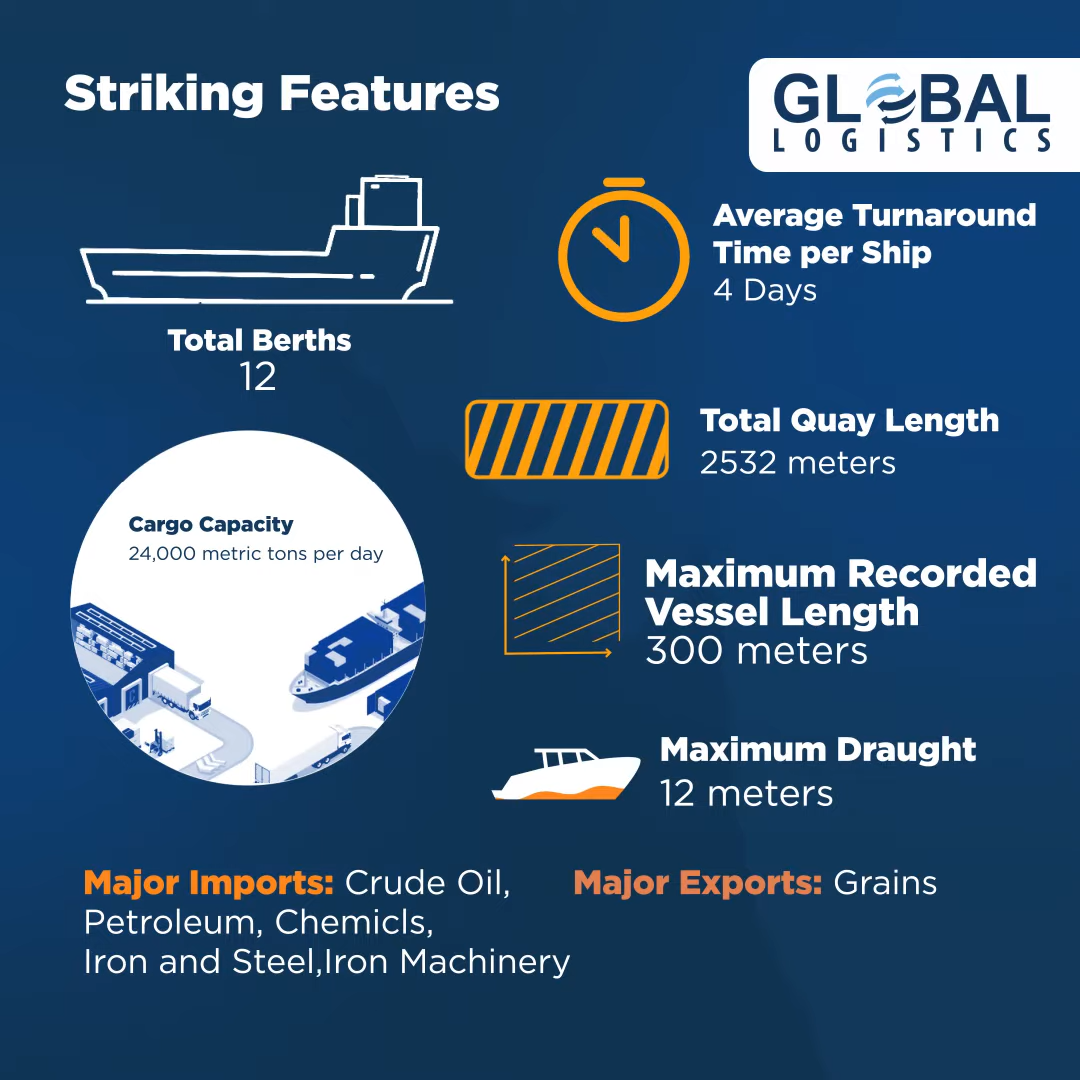 Striking Features
GLOBAL
LOGISTICS
Average Turnaround
Time per Ship
4 Days
Total Berths
12
Total Quay Length
2532 meters
Cargo Capacity
24,000 metric tons per day
Maximum Recorded
Vessel Length
300 meters
Maximum Draught
12 meters
Major Imports: Crude Oil,
Petroleum, Chemicls,
Iron and Steel,Iron Machinery
Major Exports: Grains